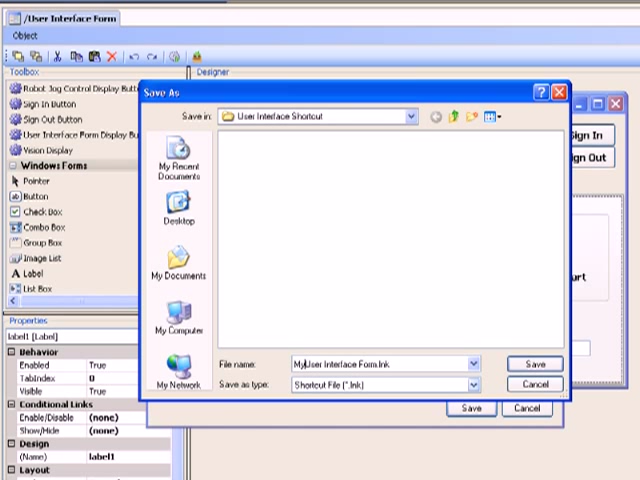 /User Interface Form
Object
Toolbox
Designer
Robot Jog Control Display Butt
Sign In Button
Sign Out Button
User Interface Form Display Bu
Vision Display
Windows Forms
Pointer
Button
Check Box
Combo Box
Group Box
Image List
Label
List Box
Properties
label1 [Label]
Behavior
Enabled True
TabIndex 0
Visible True
Conditional Links
Enable/Disable (none)
Show/Hide (none)
Design
(Name) label1
Layout
Save As
Save in: User Interface Shortcut
My Recent
Documents
Desktop
My Documents
My Computer
My Network
File name: MyUser Interface Form.lnk Save
Save as type: Shortcut File (*.lnk) Cancel
Save Cancel
ign In
gn Out
urt